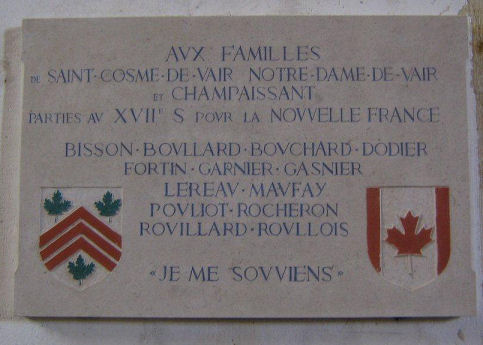 AVX FAMILLES
DE SAINT-COSME-DE-VAIR NOTRE-DAME-DE-VAIR
ET CHAMPAISSANT
PARTIES AV XVIIᵉ S POVR LA NOVVELLE FRANCE
BISSON·BOVLLARD·BOVCHARD·DODIER
FORTIN·GARNIER·GASNIER
LEREAV·MAVFAY
POVLIOT·ROCHERON
ROVILLARD·ROVLLOIS
«JE ME SOVVIENS»